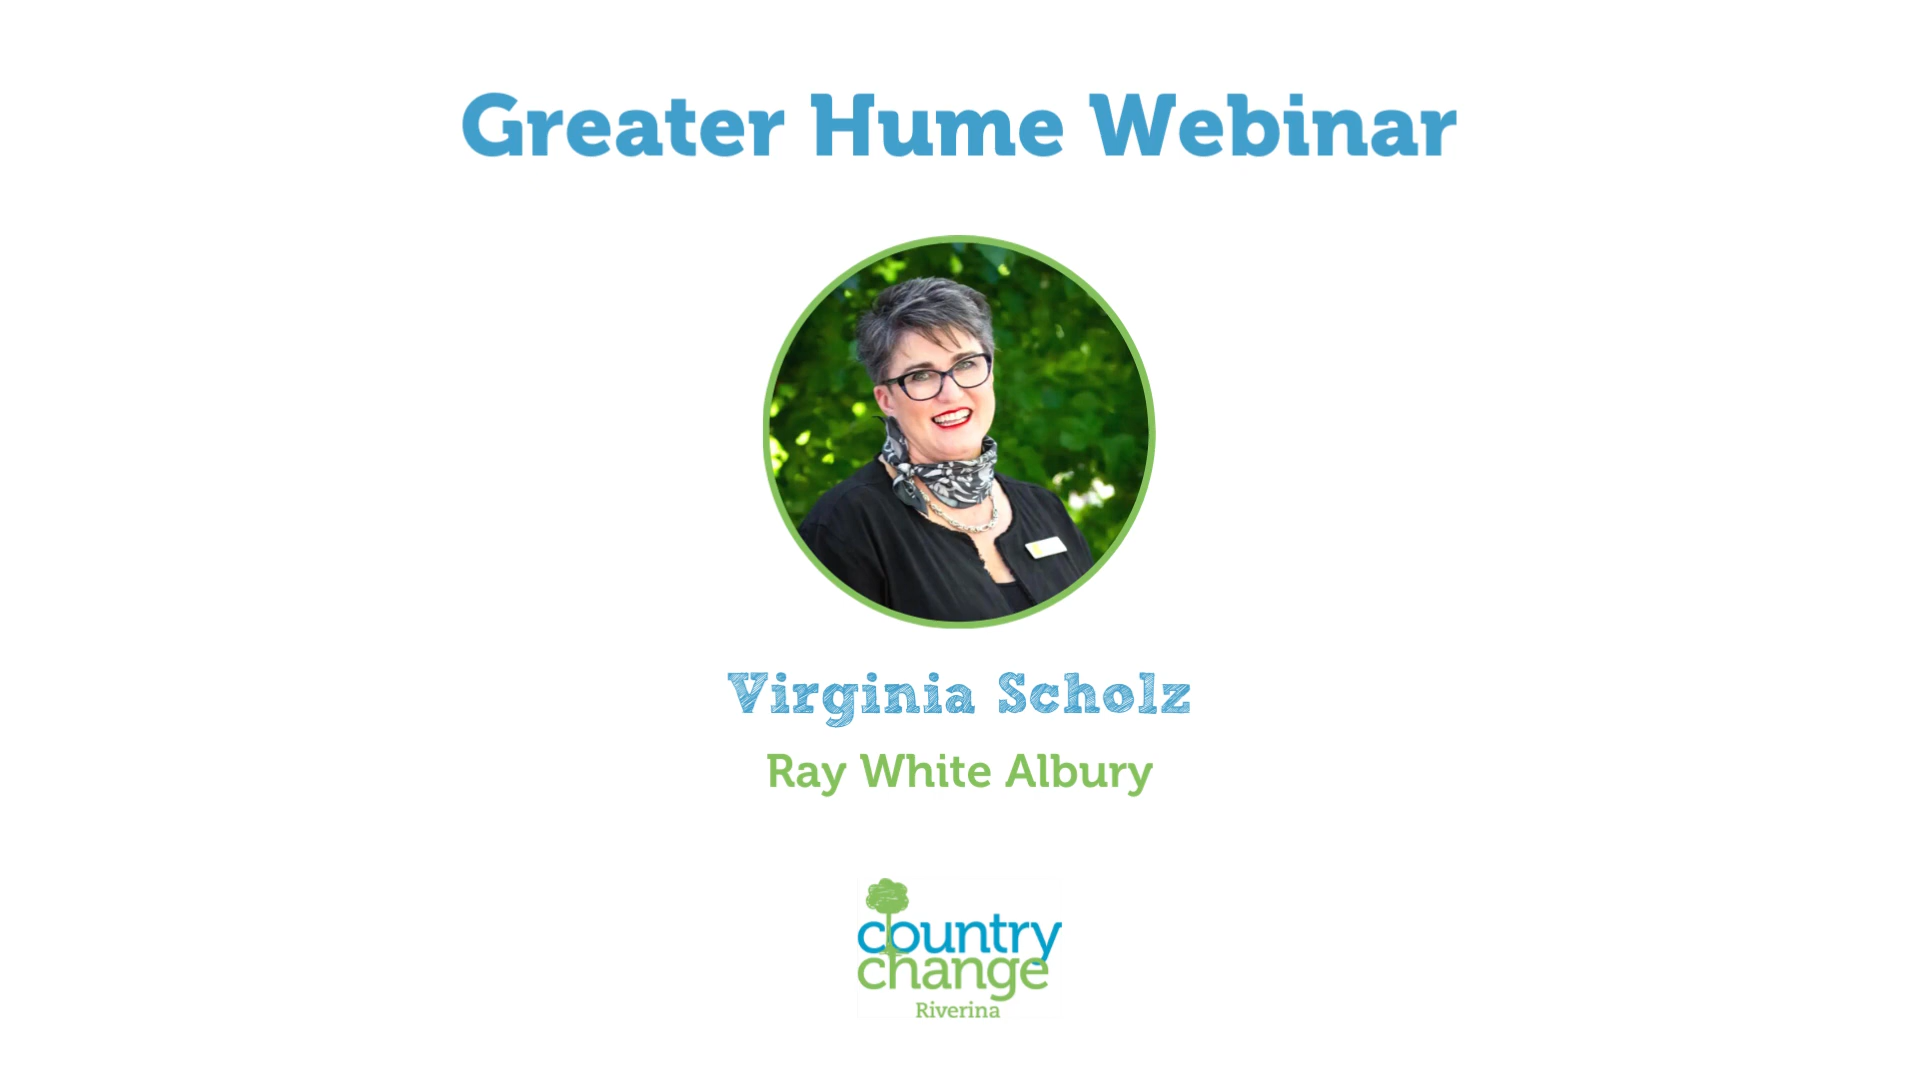 Greater Hume Webinar
Virginia Scholz
Ray White Albury
country
change
Riverina